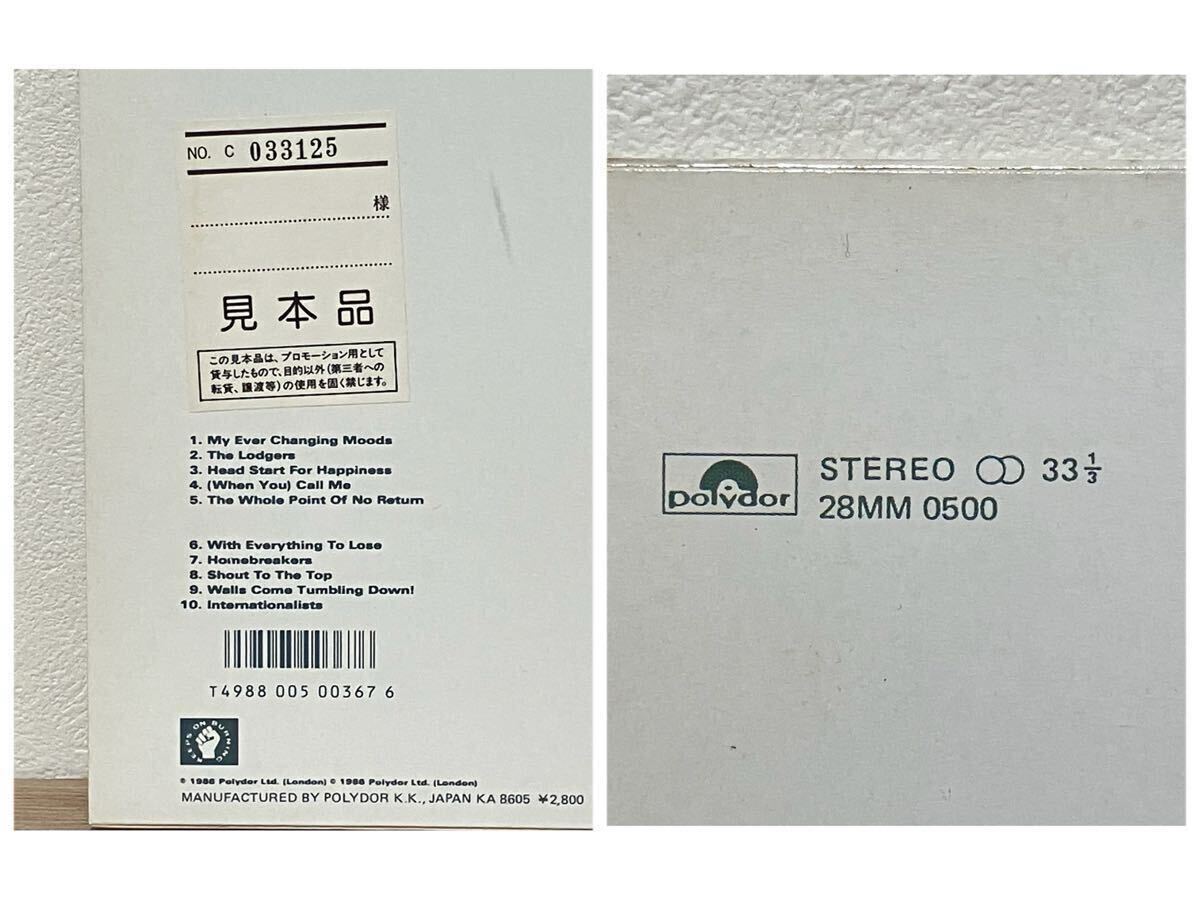 NO. C 033125
様
見本品
この見本品は、プロモーション用として
貸与したもので、目的以外(第三者への
転貸、譲渡等)の使用を固く禁じます。
1. My Ever Changing Moods
2. The Lodgers
3. Head Start For Happiness
4. (When You) Call Me
5. The Whole Point Of No Return
6. With Everything To Lose
7. Homebreakers
8. Shout To The Top
9. Walls Come Tumbling Down!
10. Internationalists
T4988 005 00367 6
KEEPS ON BURNING
℗ 1986 Polydor Ltd. (London) © 1986 Polydor Ltd. (London)
MANUFACTURED BY POLYDOR K.K., JAPAN KA 8605 ¥2,800
polydor
STEREO 33 1/3
28MM 0500